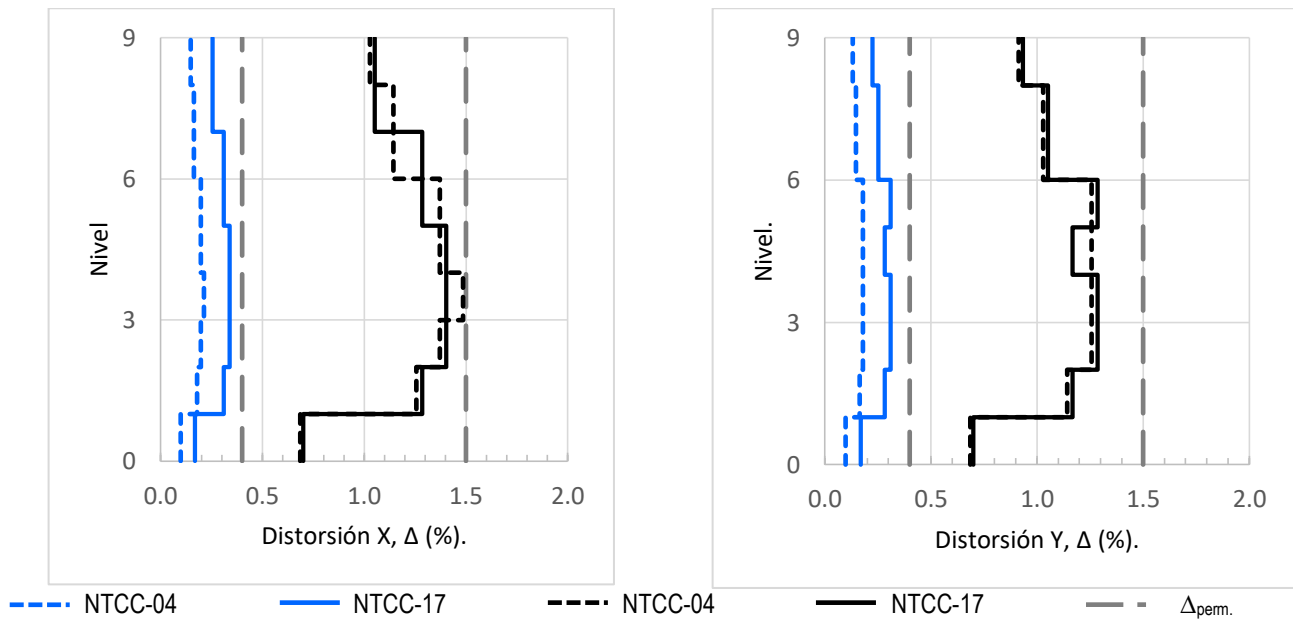 9
6
3
0
Nivel
0.0 0.5 1.0 1.5 2.0
Distorsión X, Δ (%).
9
6
3
0
Nivel.
0.0 0.5 1.0 1.5 2.0
Distorsión Y, Δ (%).
NTCC-04 NTCC-17 NTCC-04 NTCC-17 Δperm.